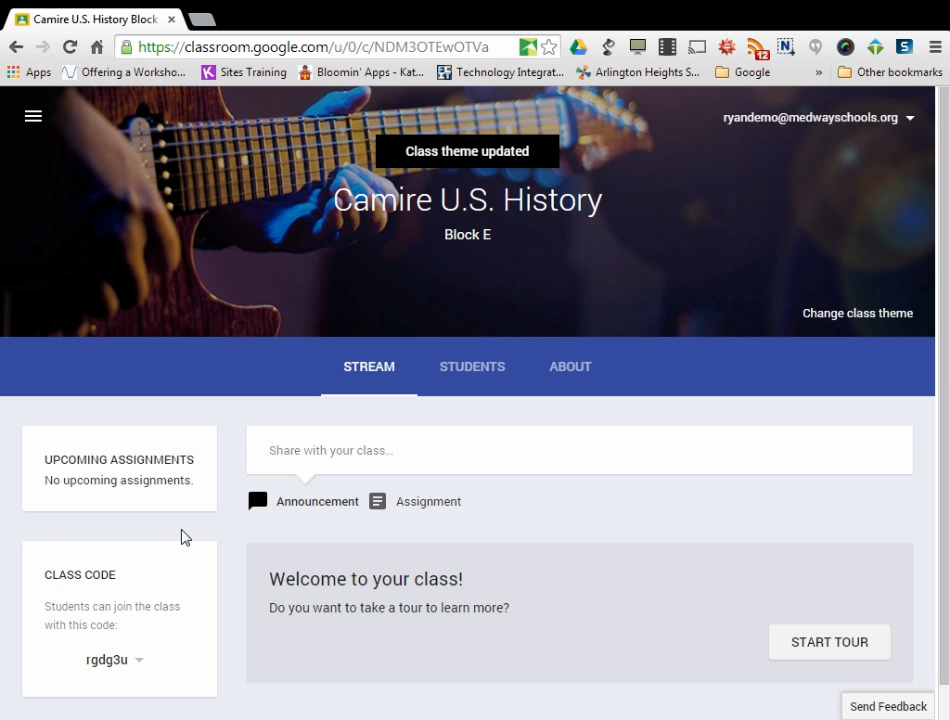 Camire U.S. History Block
https://classroom.google.com/u/0/c/NDM3OTEwOTVa
12
Apps Offering a Worksho... Sites Training Bloomin' Apps - Kat... Technology Integrat... Arlington Heights S... Google » Other bookmarks
ryandemo@medwayschools.org
Class theme updated
Camire U.S. History
Block E
Change class theme
STREAM STUDENTS ABOUT
UPCOMING ASSIGNMENTS
No upcoming assignments.
Share with your class...
Announcement Assignment
CLASS CODE
Students can join the class
with this code:
rgdg3u
Welcome to your class!
Do you want to take a tour to learn more?
START TOUR
Send Feedback